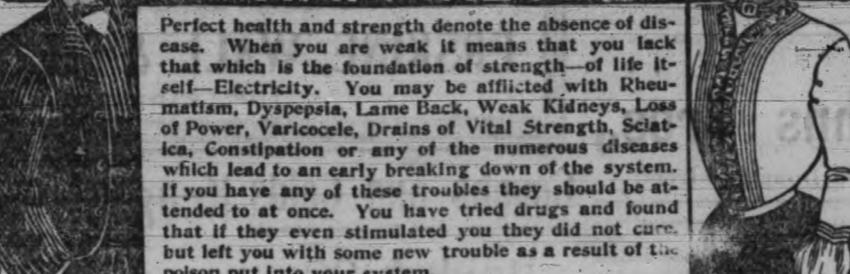 Perfect health and strength denote the absence of dis-
ease. When you are weak it means that you lack
that which is the foundation of strength—of life it-
self—Electricity. You may be afflicted with Rheu-
matism, Dyspepsia, Lame Back, Weak Kidneys, Loss
of Power, Varicocele, Drains of Vital Strength, Sciat-
ica, Constipation or any of the numerous diseases
which lead to an early breaking down of the system.
If you have any of these troubles they should be at-
tended to at once. You have tried drugs and found
that if they even stimulated you they did not cure,
but left you with some new trouble as a result of the
poison put into your system